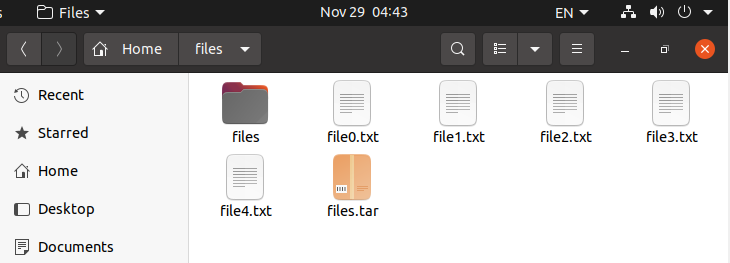 Files
Nov 29 04:43
EN
Home
files
Recent
Starred
Home
Desktop
Documents
files
file0.txt
file1.txt
file2.txt
file3.txt
file4.txt
files.tar